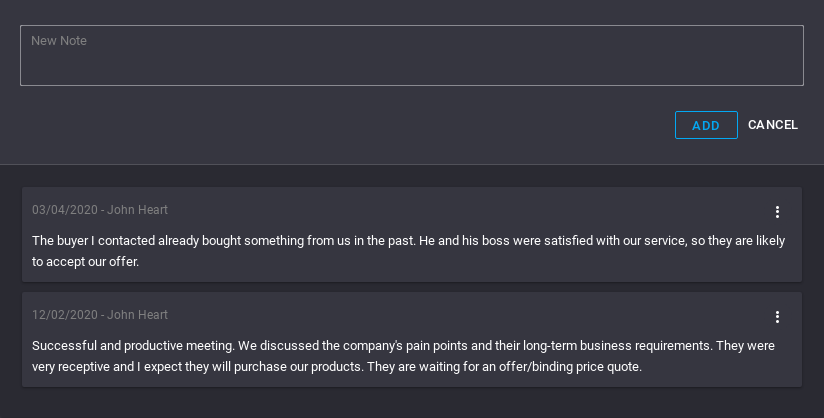 New Note
ADD
CANCEL
03/04/2020 - John Heart
The buyer I contacted already bought something from us in the past. He and his boss were satisfied with our service, so they are likely
to accept our offer.
12/02/2020 - John Heart
Successful and productive meeting. We discussed the company's pain points and their long-term business requirements. They were
very receptive and I expect they will purchase our products. They are waiting for an offer/binding price quote.